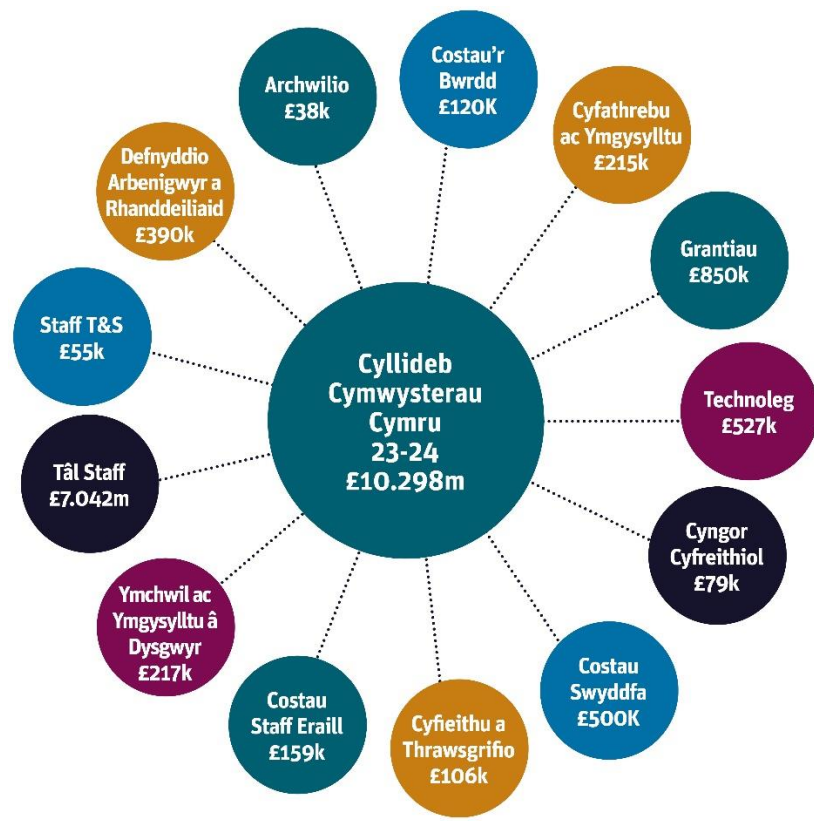 Cyllideb
Cymwysterau
Cymru
23-24
£10.298m
Costau'r
Bwrdd
£120K
Cyfathrebu
ac Ymgysylltu
£215k
Grantiau
£850k
Technoleg
£527k
Cyngor
Cyfreithiol
£79k
Costau
Swyddfa
£500K
Cyfieithu a
Thrawsgrifio
£106k
Costau
Staff Eraill
£159k
Ymchwil ac
Ymgysylltu â
Dysgwyr
£217k
Tâl Staff
£7.042m
Staff T&S
£55k
Defnyddio
Arbenigwyr a
Rhanddeiliaid
£390k
Archwilio
£38k